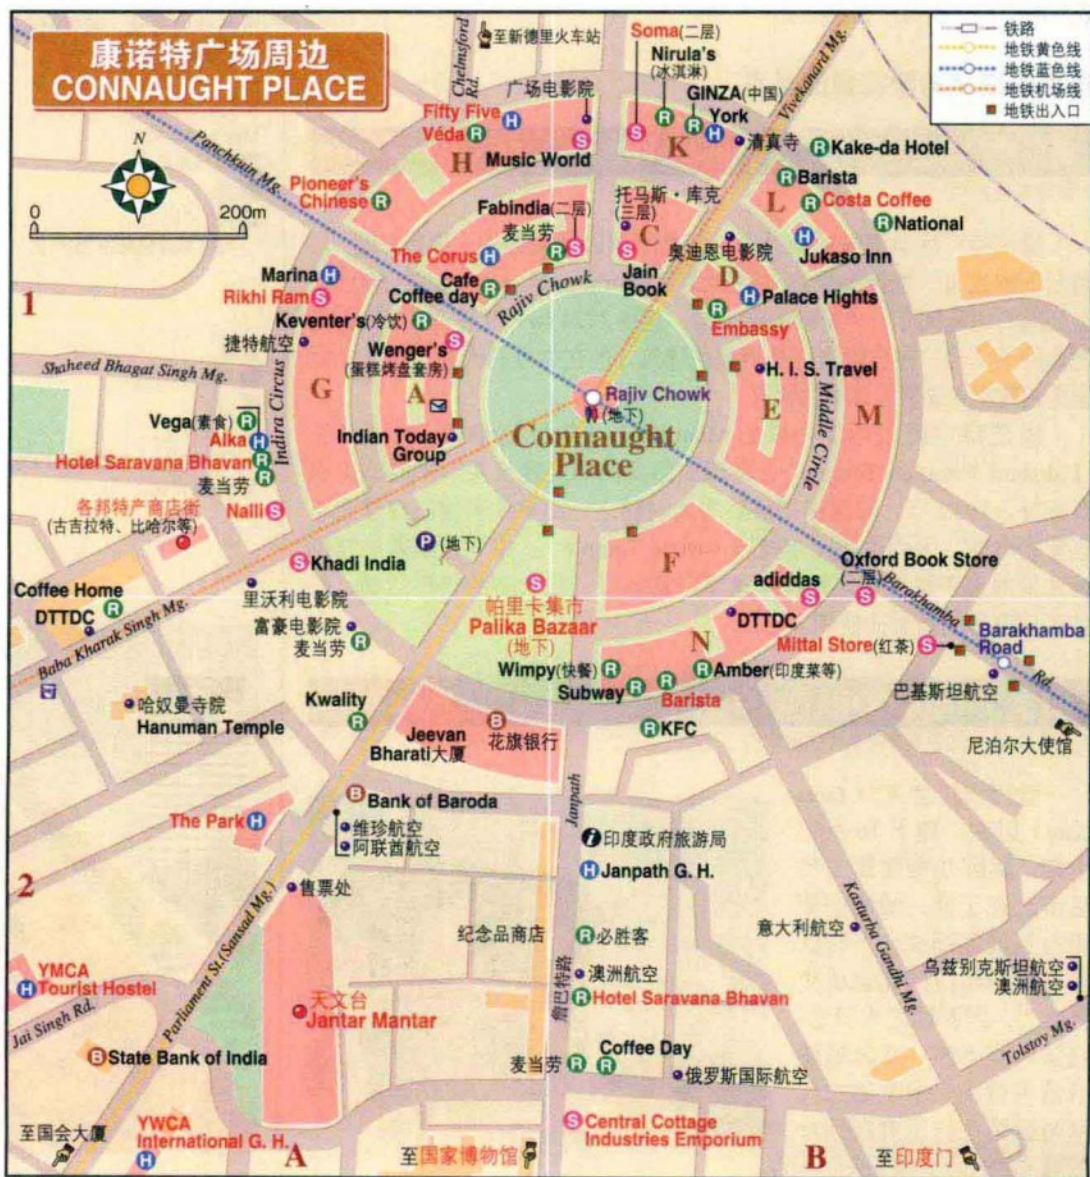 康诺特广场周边
CONNAUGHT PLACE
N
0
200m
铁路
地铁黄色线
地铁蓝色线
地铁机场线
地铁出入口
Chelmsford
Rd.
至新德里火车站
Soma(二层)
Nirula's
(冰淇淋)
GINZA(中国)
York
清真寺
Vivekanard Mg.
广场电影院
Fifty Five
Véda
H
Music World
K
Kake-da Hotel
Panchkuin Mg.
Pioneer's
Chinese
Barista
L
Costa Coffee
National
Jukaso Inn
Fabindia(二层)
麦当劳
托马斯·库克
(三层)
C
奥迪恩电影院
The Corus
Cafe
Coffee day
Rajiv Chowk
Jain
Book
D
Palace Hights
Embassy
Marina
Rikhi Ram
1
Keventer's(冷饮)
捷特航空
Wenger's
(蛋糕烤盘套房)
Shaheed Bhagat Singh Mg.
Indira Circus
G
A
H. I. S. Travel
Rajiv Chowk
(地下)
E
Middle Circle
M
Vega(素食)
Alka
Hotel Saravana Bhavan
麦当劳
Indian Today
Group
Connaught
Place
各邦特产商店街
(古吉拉特、比哈尔等)
Nalli
P (地下)
Khadi India
F
Oxford Book Store
(二层)
adiddas
Coffee Home
DTTDC
里沃利电影院
富豪电影院
麦当劳
帕里卡集市
Palika Bazaar
(地下)
DTTDC
Barakhamba
Rd.
Mittal Store(红茶)
Barakhamba
Road
巴基斯坦航空
尼泊尔大使馆
Baba Kharak Singh Mg.
哈奴曼寺院
Hanuman Temple
Wimpy(快餐)
N
Subway
Barista
Amber(印度菜等)
KFC
Kwality
Jeevan
Bharati大厦
B
花旗银行
B Bank of Baroda
维珍航空
阿联酋航空
Janpath
The Park H
印度政府旅游局
H Janpath G. H.
2
售票处
纪念品商店
R 必胜客
意大利航空
Kasturba Gandhi Mg.
YMCA
Tourist Hostel
Jai Singh Rd.
Parliament St.(Sansad Mg.)
澳洲航空
詹巴特路
R Hotel Saravana Bhavan
乌兹别克斯坦航空
澳洲航空
天文台
Jantar Mantar
Tolstoy Mg.
B State Bank of India
麦当劳
Coffee Day
俄罗斯国际航空
至国会大厦
YWCA
International G. H.
S Central Cottage
Industries Emporium
A
至国家博物馆
B
至印度门